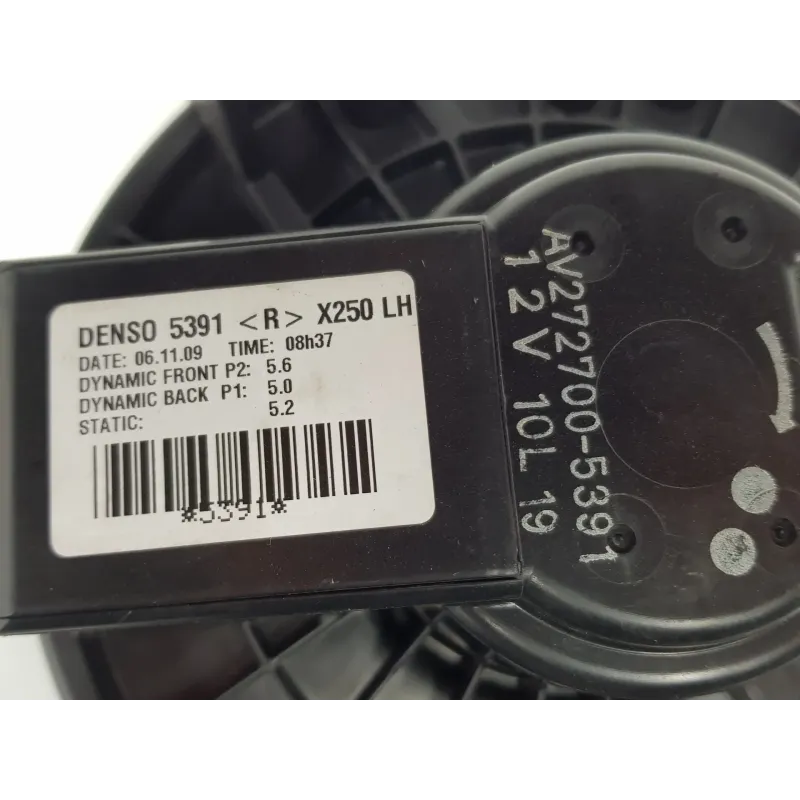 DENSO 5391 <R> X250 LH
DATE: 06.11.09 TIME: 08h37
DYNAMIC FRONT P2: 5.6
DYNAMIC BACK P1: 5.0
STATIC: 5.2
*5391*
AV272700-5391
12V 10L 19